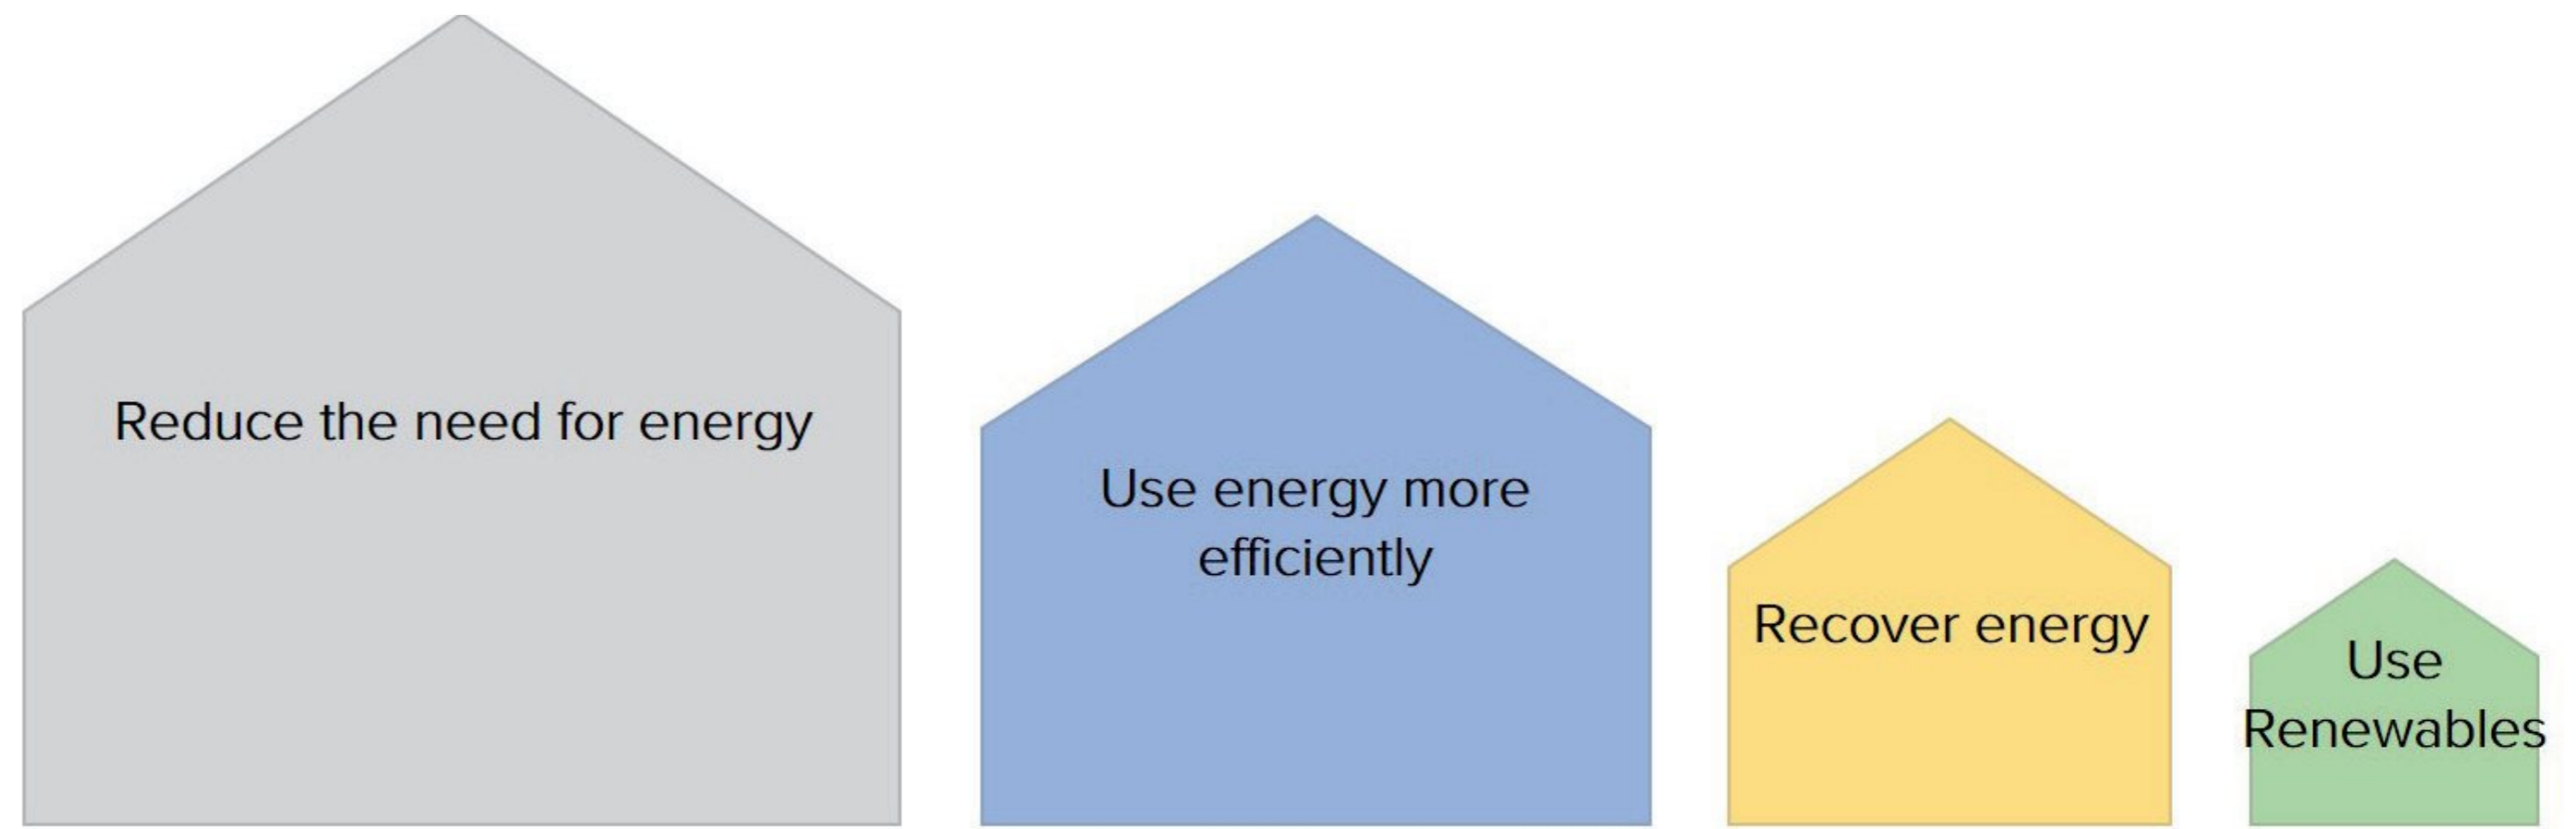 Reduce the need for energy
Use energy more
efficiently
Recover energy
Use
Renewables